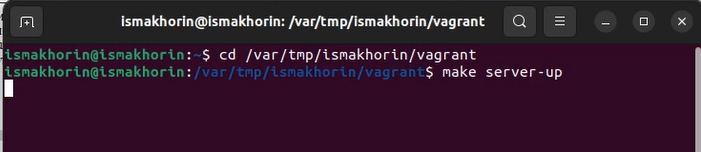 ismakhorin@ismakhorin: /var/tmp/ismakhorin/vagrant
ismakhorin@ismakhorin:~$ cd /var/tmp/ismakhorin/vagrant
ismakhorin@ismakhorin:/var/tmp/ismakhorin/vagrant$ make server-up